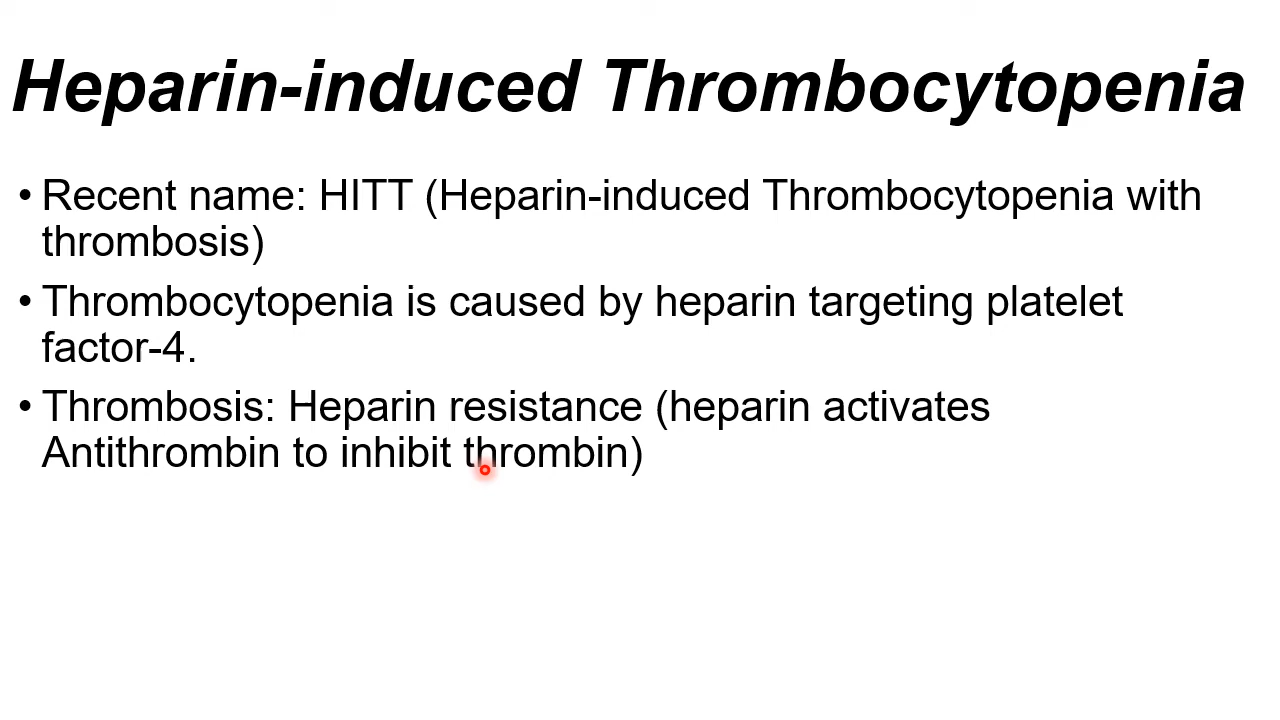 Heparin-induced Thrombocytopenia
• Recent name: HITT (Heparin-induced Thrombocytopenia with
thrombosis)
• Thrombocytopenia is caused by heparin targeting platelet
factor-4.
• Thrombosis: Heparin resistance (heparin activates
Antithrombin to inhibit thrombin)